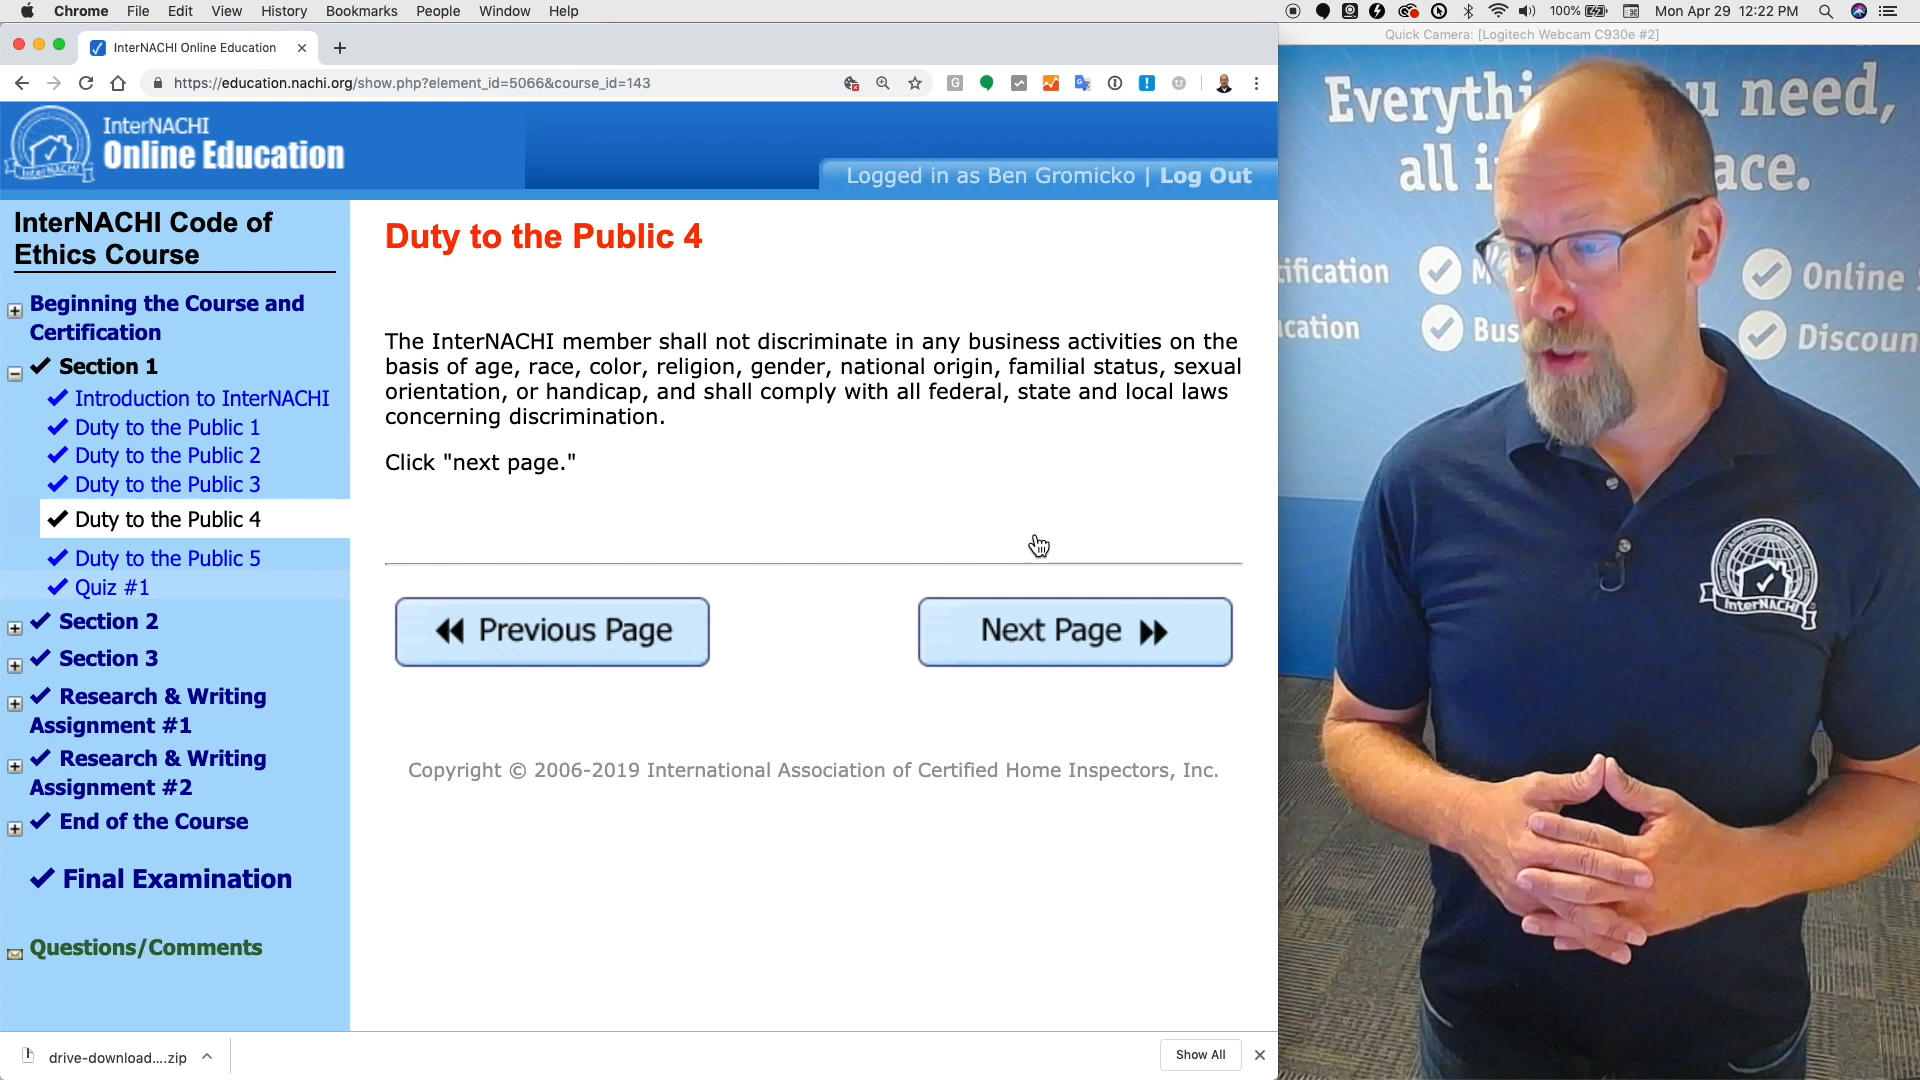 Chrome File Edit View History Bookmarks People Window Help
100%
Mon Apr 29 12:22 PM
InterNACHI Online Education
Quick Camera: [Logitech Webcam C930e #2]
https://education.nachi.org/show.php?element_id=5066&course_id=143
InterNACHI
Online Education
Logged in as Ben Gromicko | Log Out
InterNACHI Code of
Ethics Course
Beginning the Course and
Certification
Section 1
Introduction to InterNACHI
Duty to the Public 1
Duty to the Public 2
Duty to the Public 3
Duty to the Public 4
Duty to the Public 5
Quiz #1
Section 2
Section 3
Research & Writing
Assignment #1
Research & Writing
Assignment #2
End of the Course
Final Examination
Questions/Comments
Duty to the Public 4
The InterNACHI member shall not discriminate in any business activities on the
basis of age, race, color, religion, gender, national origin, familial status, sexual
orientation, or handicap, and shall comply with all federal, state and local laws
concerning discrimination.
Click "next page."
Previous Page
Next Page
Copyright © 2006-2019 International Association of Certified Home Inspectors, Inc.
drive-download....zip
Show All
need,
all
Online
Discoun
InterNACHI